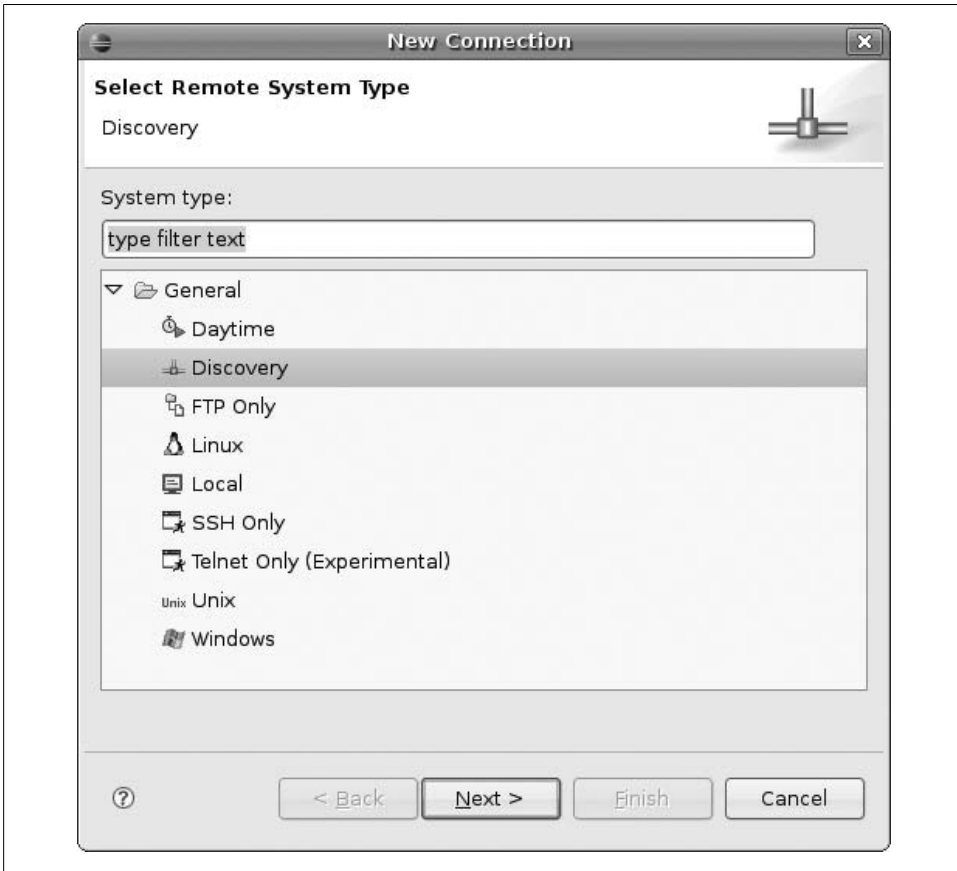 New Connection
Select Remote System Type
Discovery
System type:
type filter text
General
Daytime
Discovery
FTP Only
Linux
Local
SSH Only
Telnet Only (Experimental)
Unix Unix
Windows
< Back Next > Finish Cancel